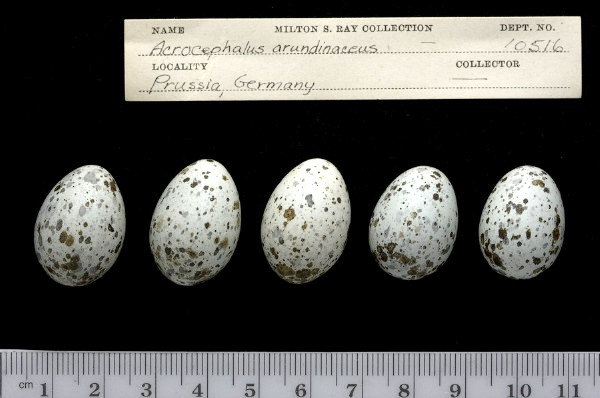 NAME MILTON S. RAY COLLECTION DEPT. NO.
Acrocephalus arundinaceus 10516
LOCALITY COLLECTOR
Prussia, Germany
cm 1 2 3 4 5 6 7 8 9 10 11